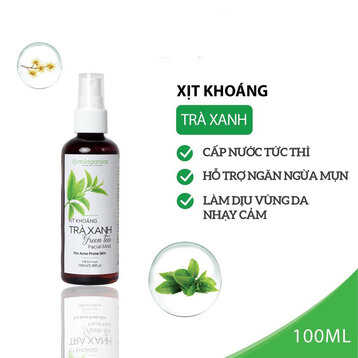 XỊT KHOÁNG
TRÀ XANH
CẤP NƯỚC TỨC THÌ
HỖ TRỢ NGĂN NGỪA MỤN
LÀM DỊU VÙNG DA
NHẠY CẢM
milaganics
XỊT KHOÁNG
TRÀ XANH
Green Tea
Facial Mist
For Acne Prone Skin
100ML